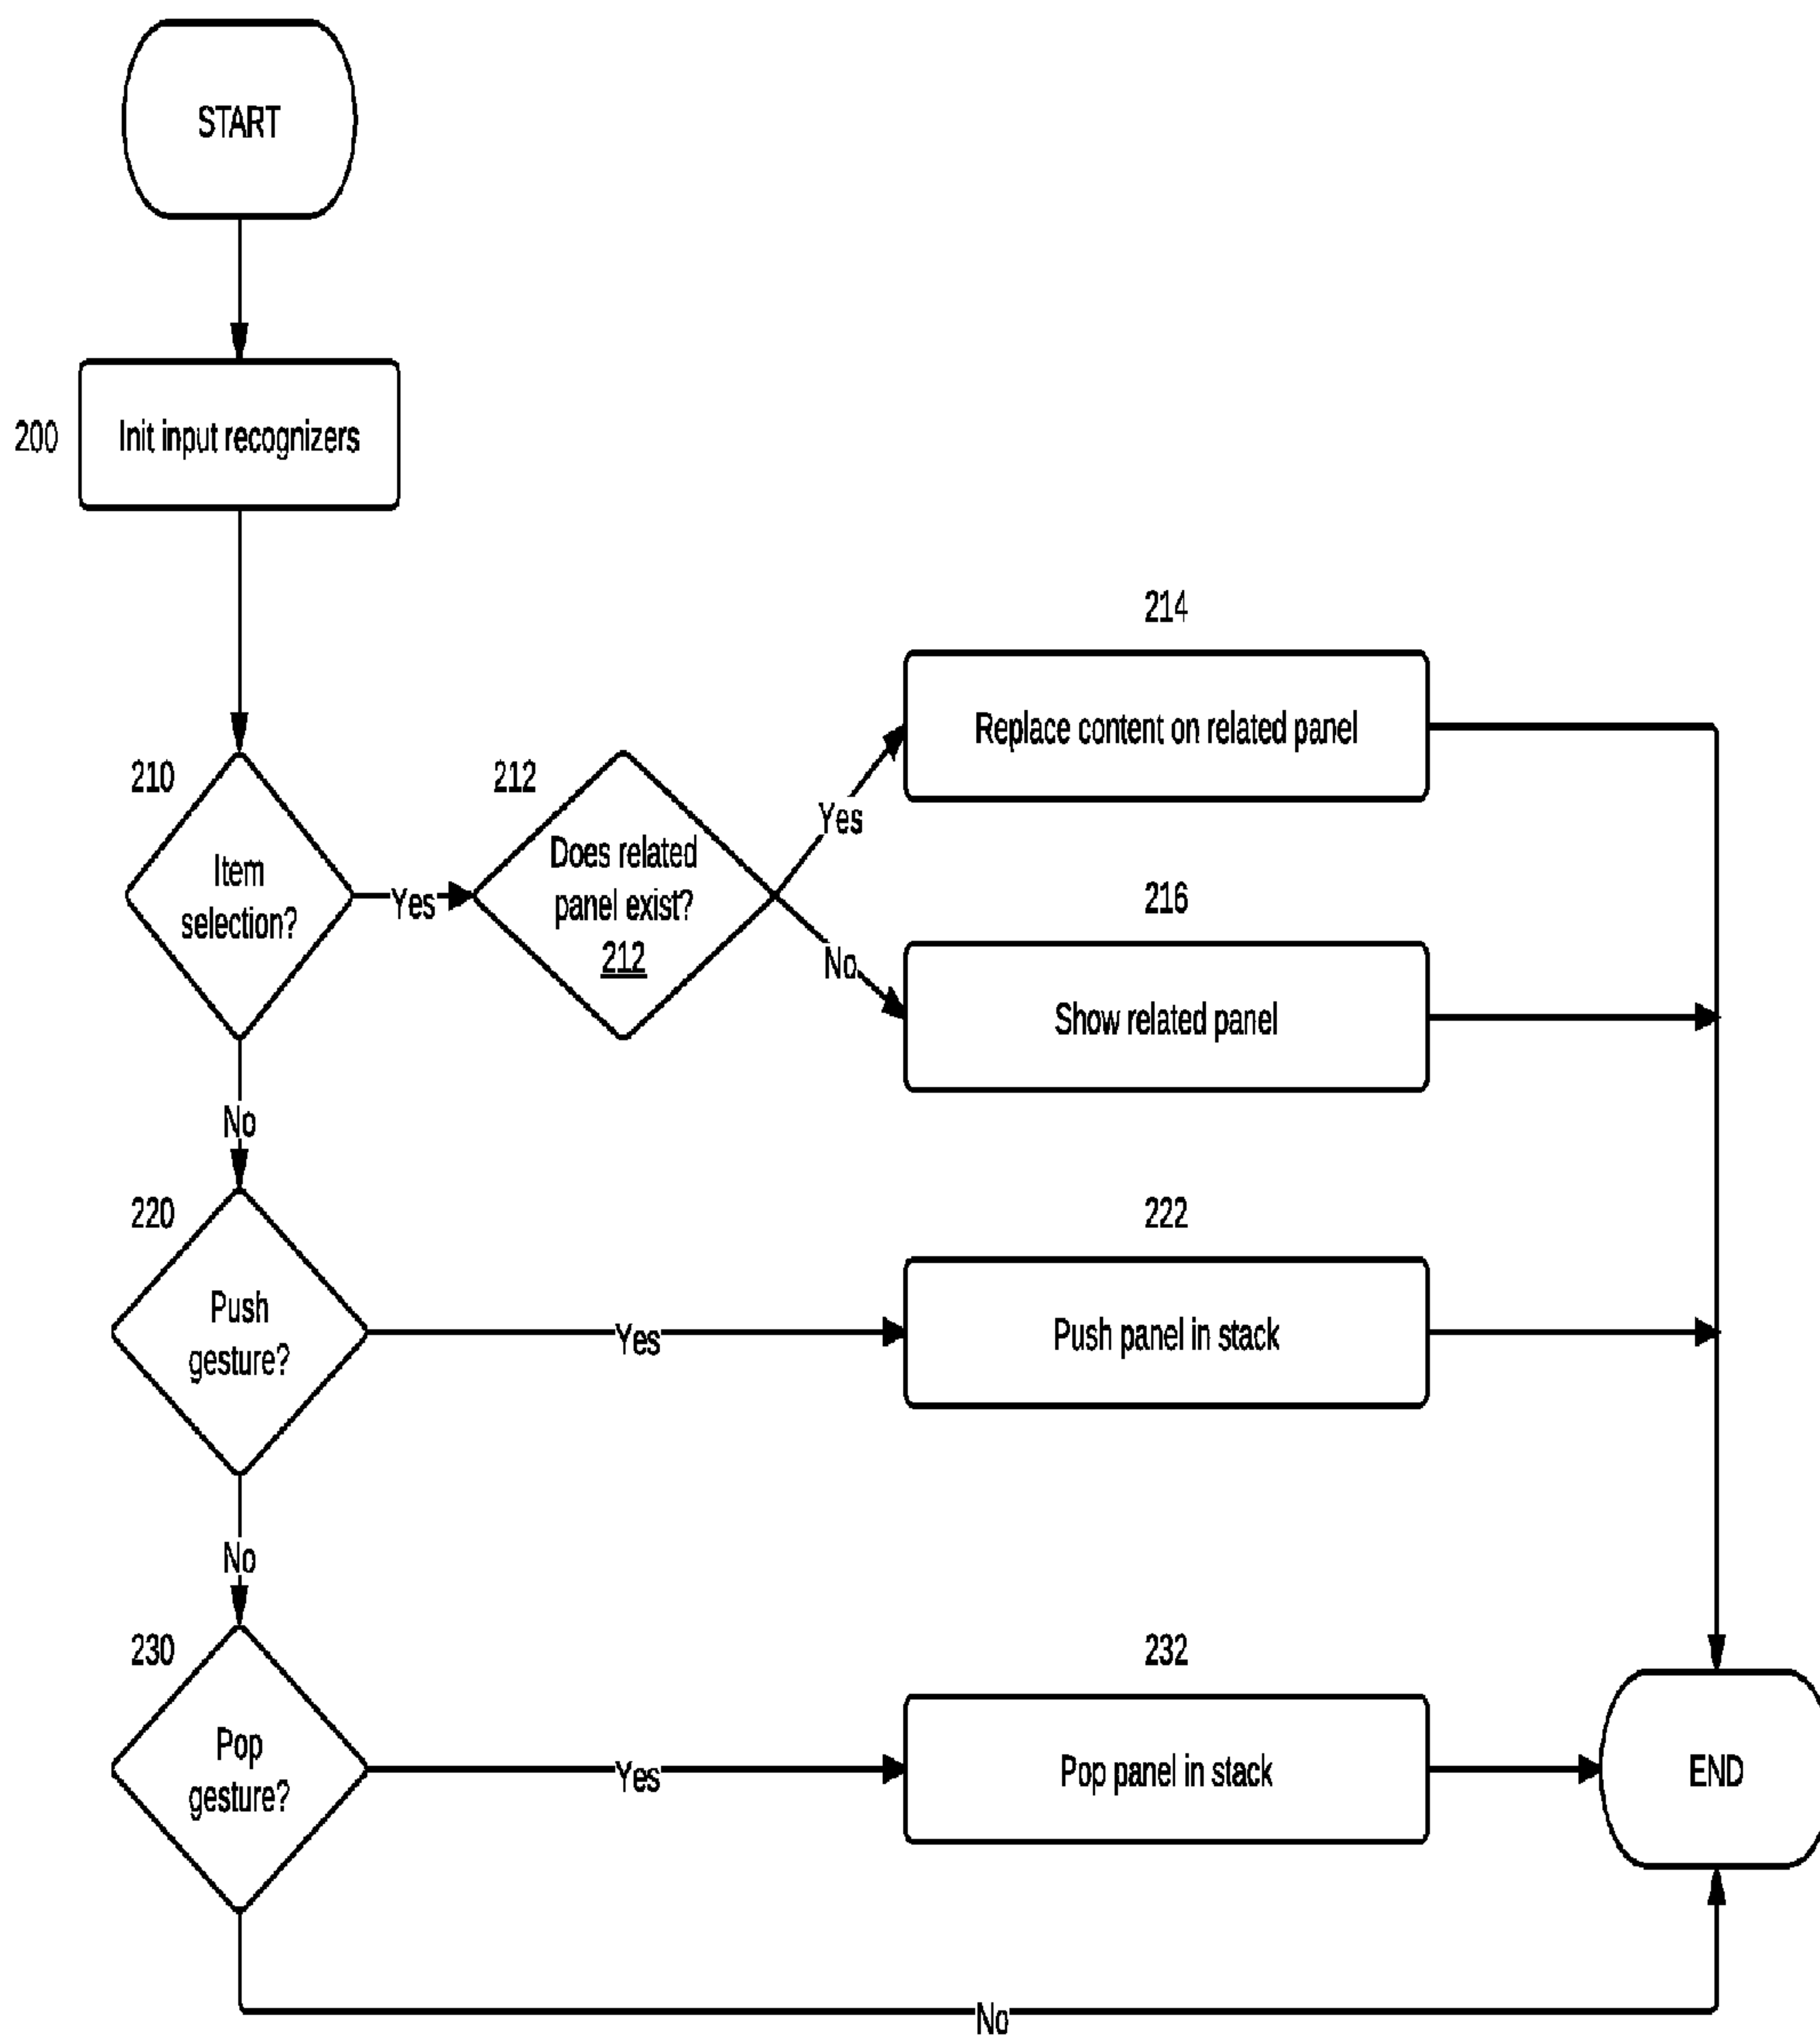 START
200
Init input recognizers
214
Replace content on related panel
210
Item
selection?
Yes
212
Does related
panel exist?
212
Yes
No
216
Show related panel
No
220
Push
gesture?
Yes
222
Push panel in stack
No
230
Pop
gesture?
Yes
232
Pop panel in stack
END
No